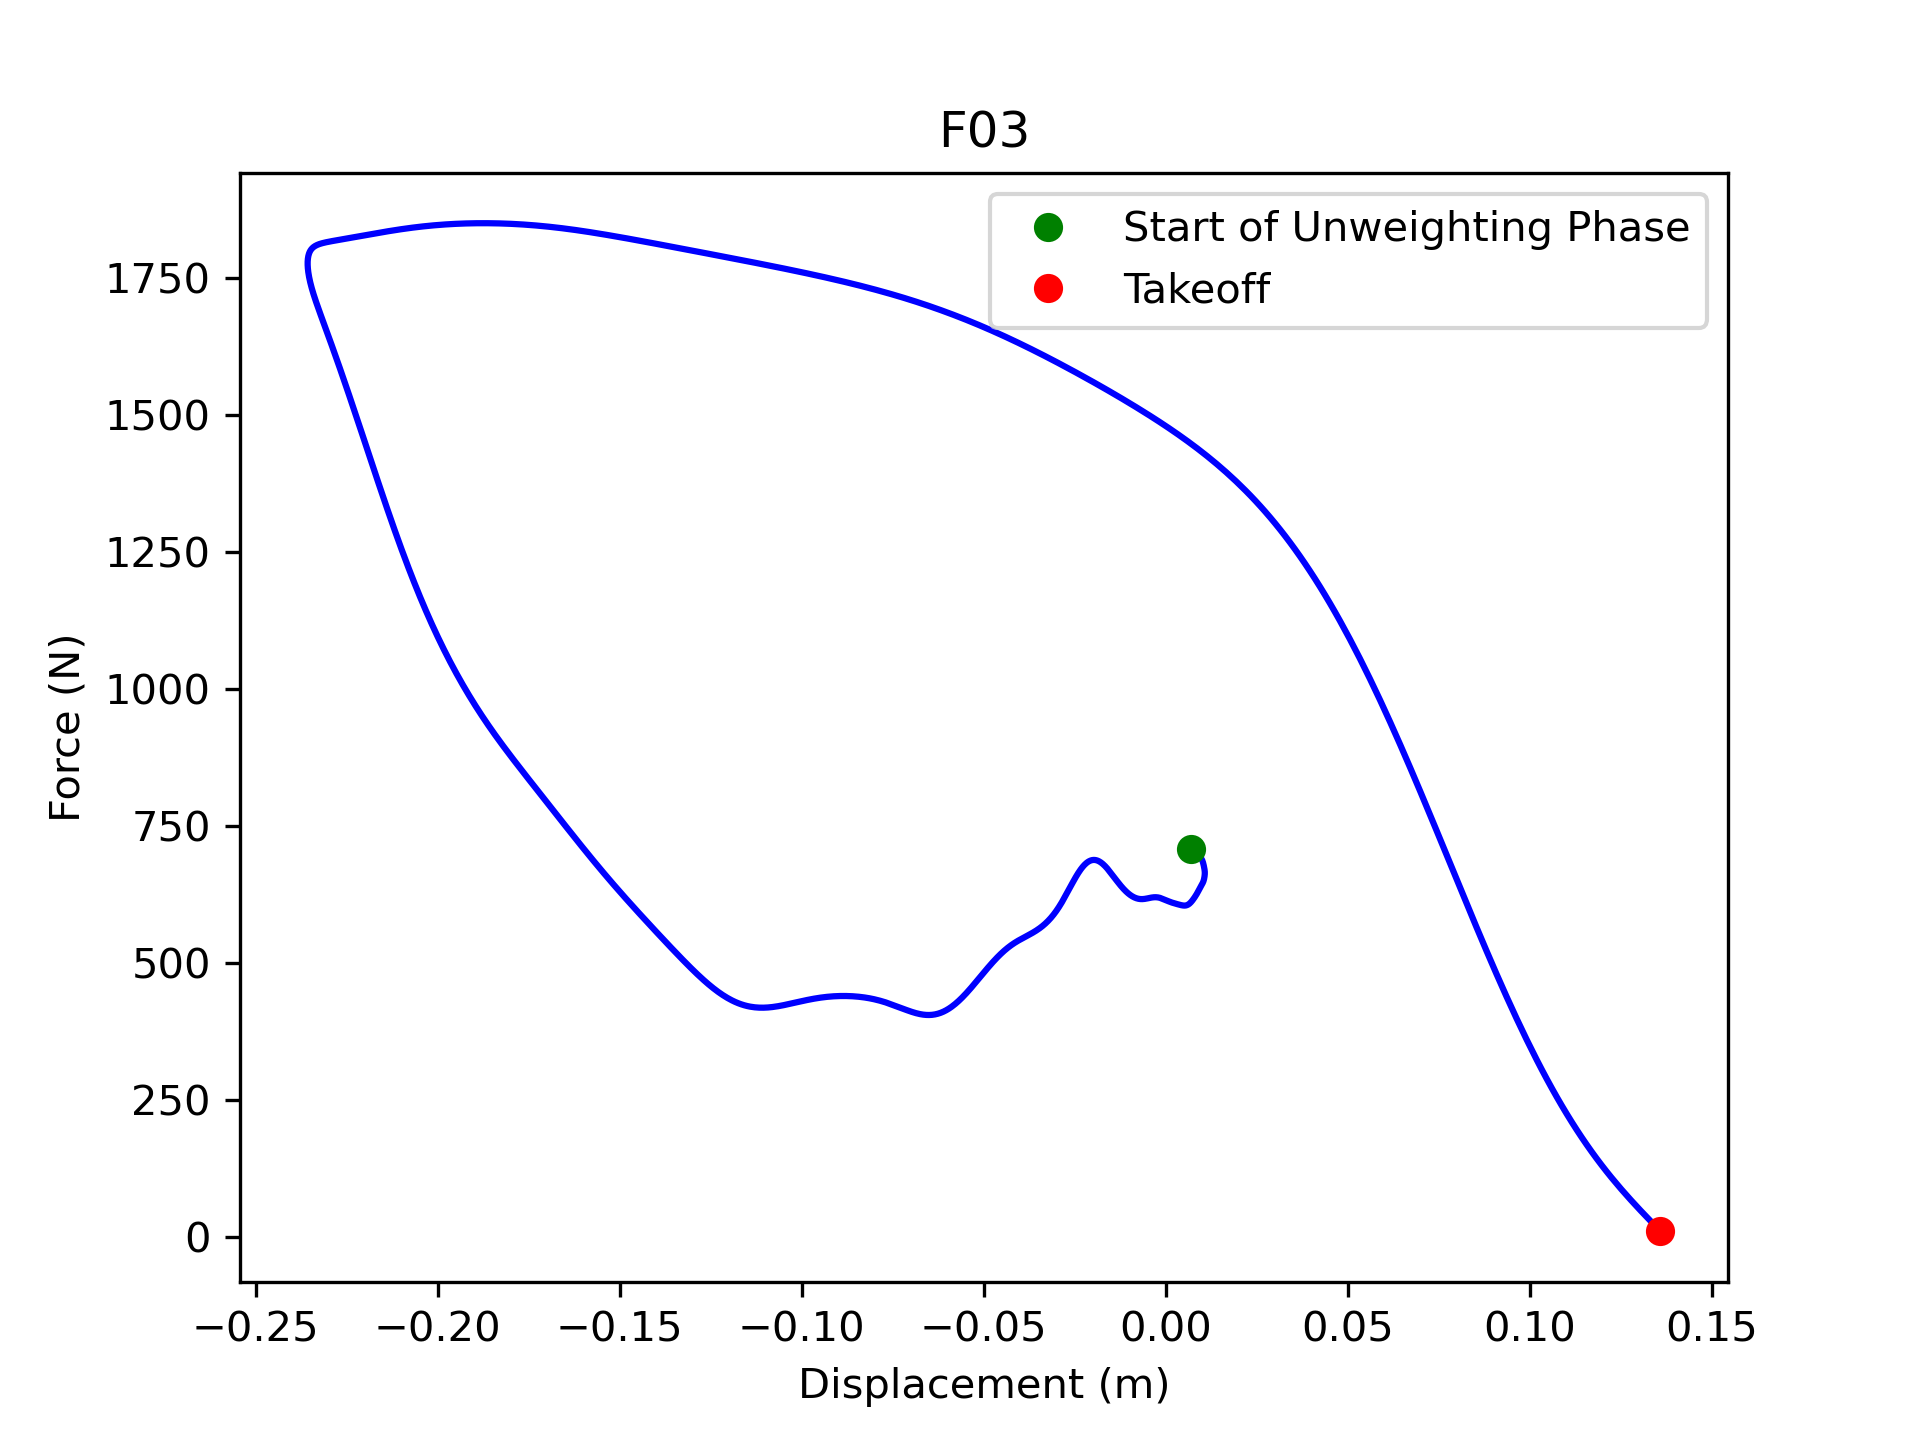 F03
Start of Unweighting Phase
Takeoff
1750
1500
1250
1000
750
500
250
0
Force (N)
−0.25 −0.20 −0.15 −0.10 −0.05 0.00 0.05 0.10 0.15
Displacement (m)